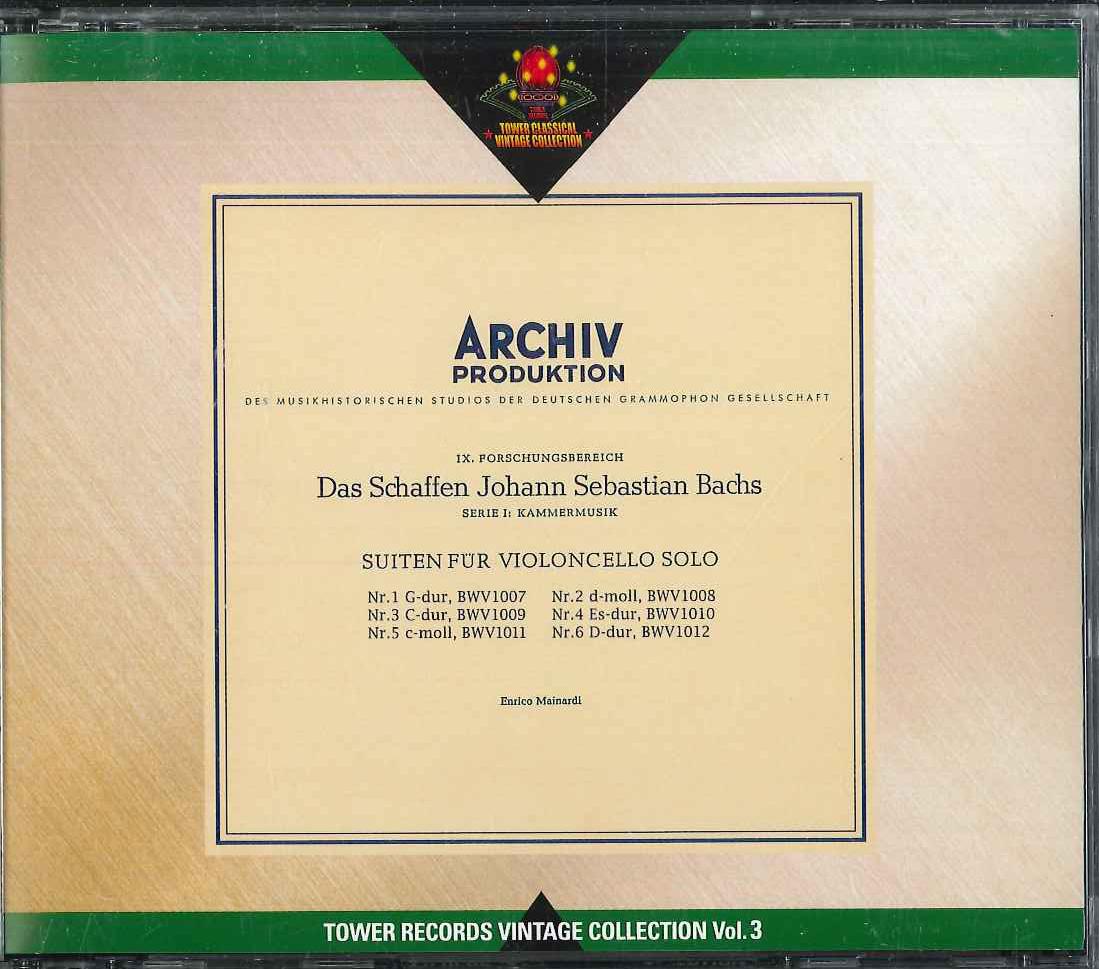 TOWER CLASSICAL
VINTAGE COLLECTION
ARCHIV
PRODUKTION
DES MUSIKHISTORISCHEN STUDIOS DER DEUTSCHEN GRAMMOPHON GESELLSCHAFT
IX. FORSCHUNGSBEREICH
Das Schaffen Johann Sebastian Bachs
SERIE I: KAMMERMUSIK
SUITEN FÜR VIOLONCELLO SOLO
Nr.1 G-dur, BWV1007 Nr.2 d-moll, BWV1008
Nr.3 C-dur, BWV1009 Nr.4 Es-dur, BWV1010
Nr.5 c-moll, BWV1011 Nr.6 D-dur, BWV1012
Enrico Mainardi
TOWER RECORDS VINTAGE COLLECTION Vol.3